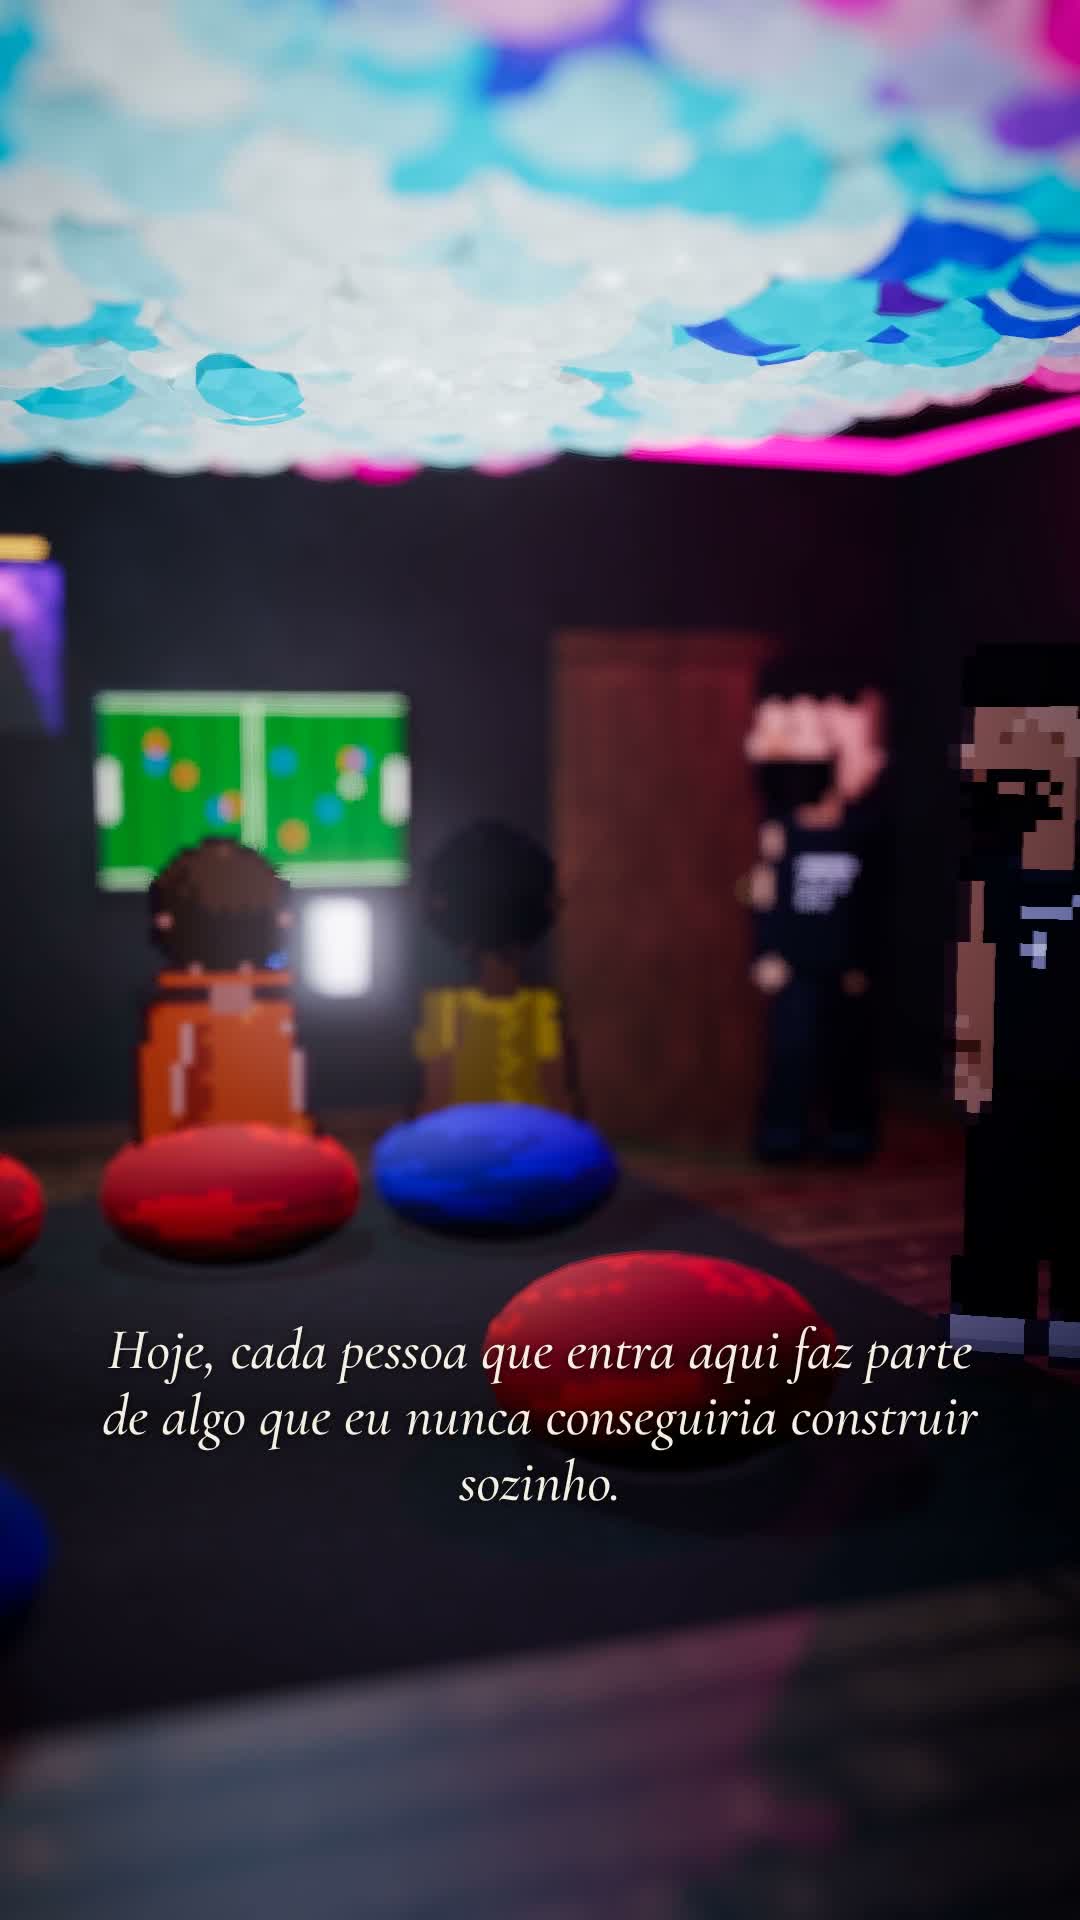 Hoje, cada pessoa que entra aqui faz parte
de algo que eu nunca conseguiria construir
sozinho.